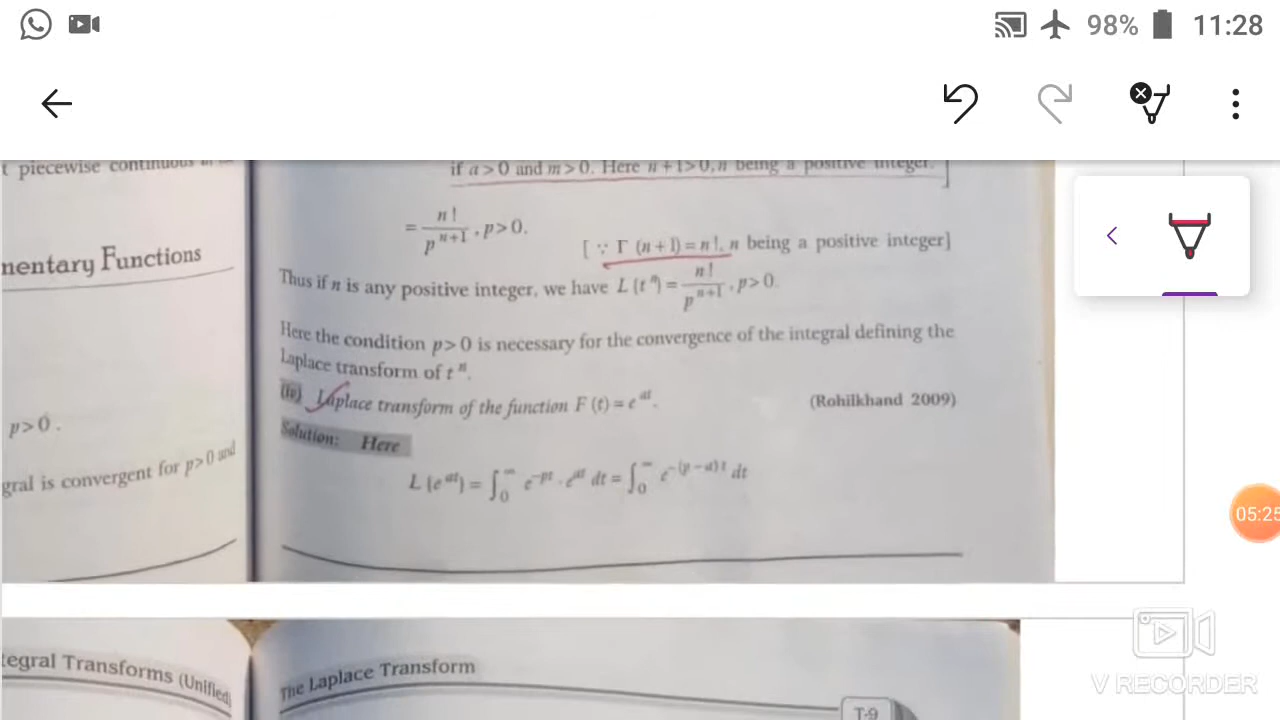 98% 11:28
t piecewise continuous
if a > 0 and m > 0. Here n + 1 > 0, n being a positive integer.]
= n! / p^{n+1}, p > 0.
[∵ Γ (n + 1) = n!, n being a positive integer]
mentary Functions
Thus if n is any positive integer, we have L {t^n} = n! / p^{n+1}, p > 0.
Here the condition p > 0 is necessary for the convergence of the integral defining the
Laplace transform of t^n.
(iv) Laplace transform of the function F (t) = e^{at}. (Rohilkhand 2009)
p > 0.
Solution: Here
gral is convergent for p > 0 and
L {e^{at}} = ∫_0^∞ e^{-pt} . e^{at} dt = ∫_0^∞ e^{-(p-a)t} dt
05:25
tegral Transforms (Unified)
The Laplace Transform
T-9
V RECORDER